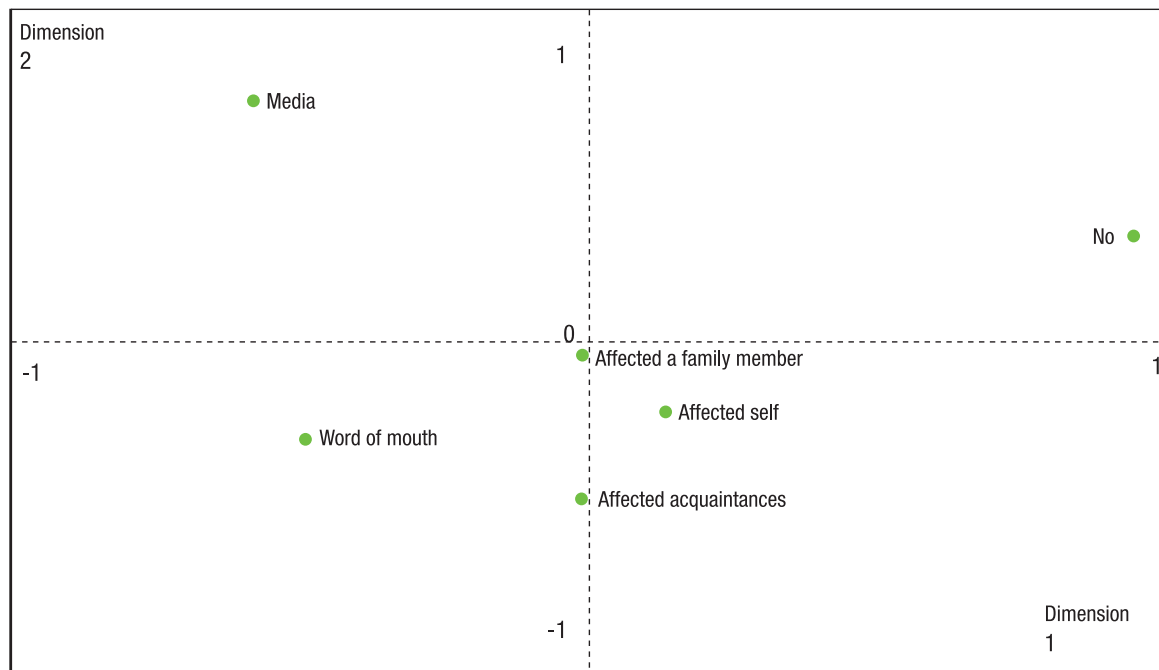 Dimension
2
1
Media
No
0
Affected a family member
-1
1
Affected self
Word of mouth
Affected acquaintances
Dimension
1
-1